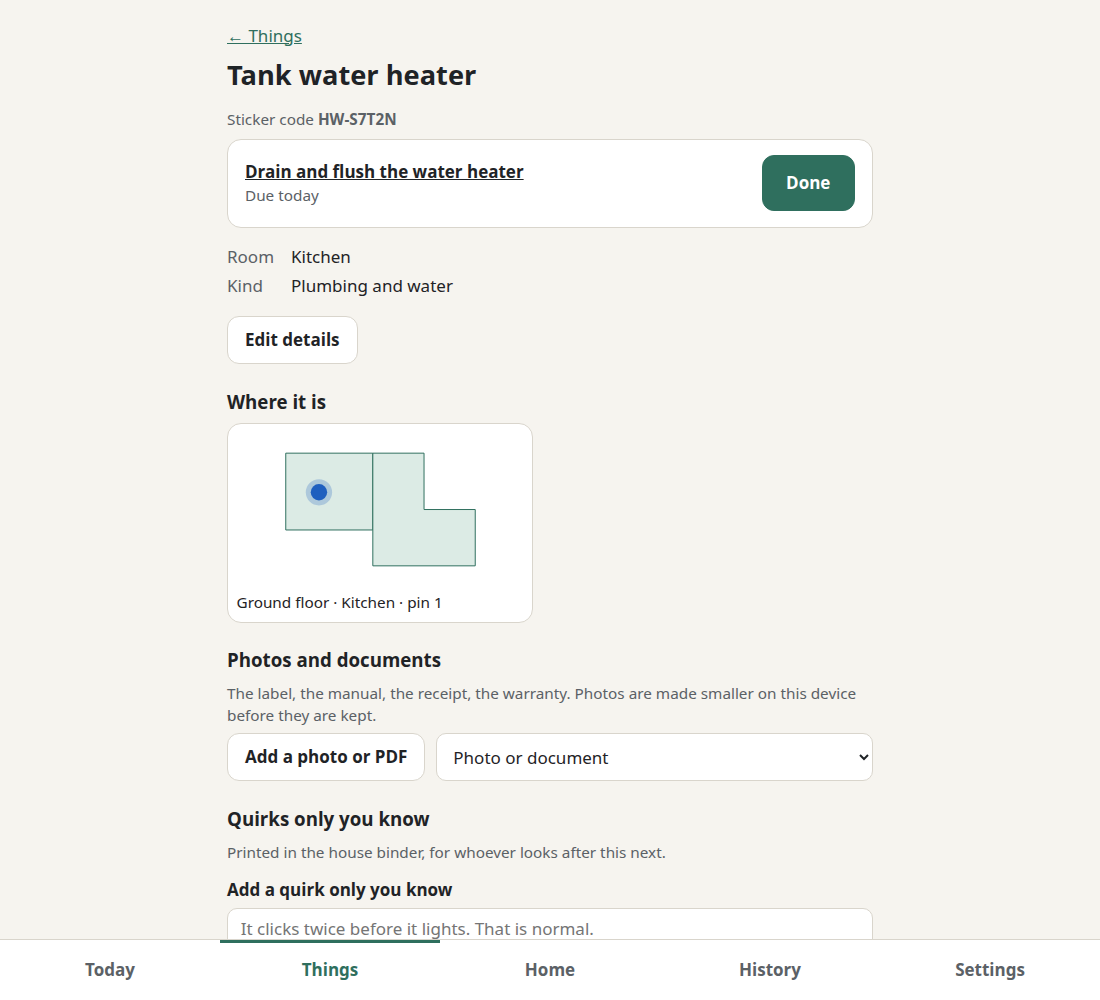 ← Things
Tank water heater
Sticker code HW-S7T2N
Drain and flush the water heater
Due today
Done
Room Kitchen
Kind Plumbing and water
Edit details
Where it is
Ground floor · Kitchen · pin 1
Photos and documents
The label, the manual, the receipt, the warranty. Photos are made smaller on this device
before they are kept.
Add a photo or PDF
Photo or document
Quirks only you know
Printed in the house binder, for whoever looks after this next.
Add a quirk only you know
It clicks twice before it lights. That is normal.
Today Things Home History Settings